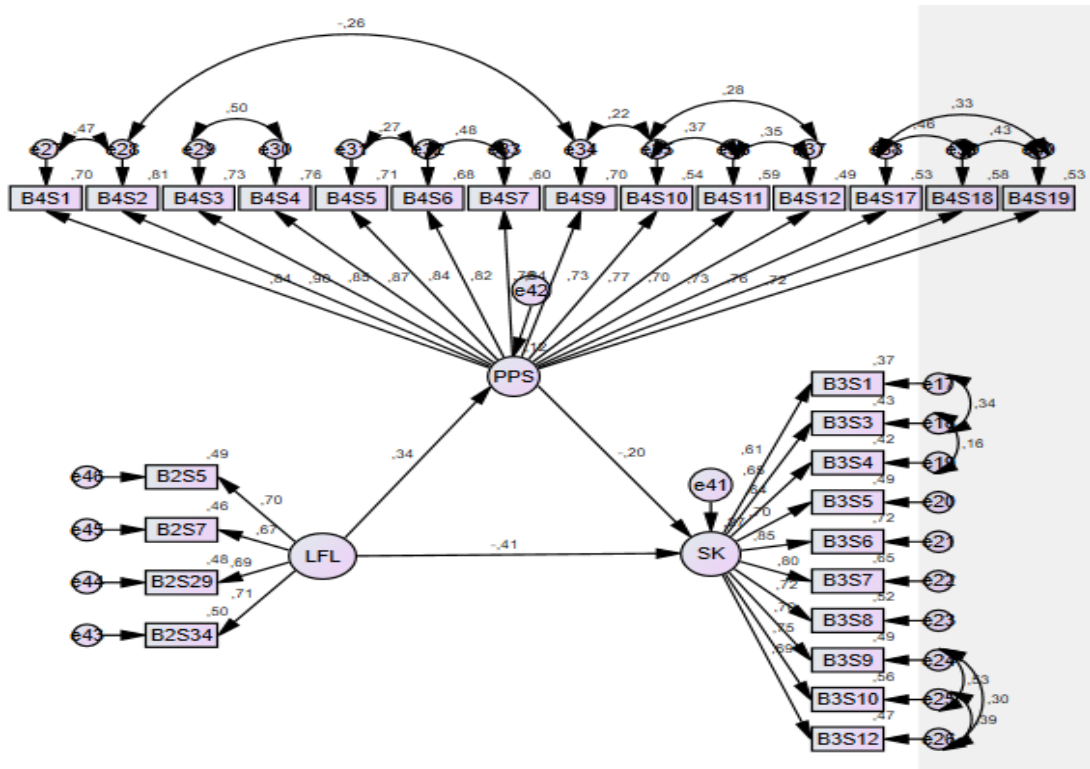 -,26
,50
,28
,33
,47
,27
,48
,22
,37
,35
,46
,43
e27 e28 e29 e30 e31 e34
,70 ,81 ,73 ,76 ,71 ,68 ,60 ,70 ,54 ,59 ,49 ,53 ,58 ,53
B4S1 B4S2 B4S3 B4S4 B4S5 B4S6 B4S7 B4S9 B4S10 B4S11 B4S12 B4S17 B4S18 B4S19
,84 ,90 ,85 ,87 ,84 ,82 ,73 ,77 ,70 ,73 ,76 ,72
e42
,12
PPS
,34
-,20
-,41
,49
e46 B2S5
,70
,46
e45 B2S7
,67
LFL
,48 ,69
e44 B2S29
,71
,50
e43 B2S34
e41
SK
,37
B3S1 e17
,34
,43
B3S3 e18
,61
,16
,42
B3S4 e19
,65
,49
B3S5 e20
,64
,70
,72
B3S6 e21
,85
,65
B3S7 e22
,80
,52
B3S8 e23
,72
,49
B3S9 e24
,70
,53
,56
B3S10 e25
,75
,30
,39
,47
B3S12 e26
,69